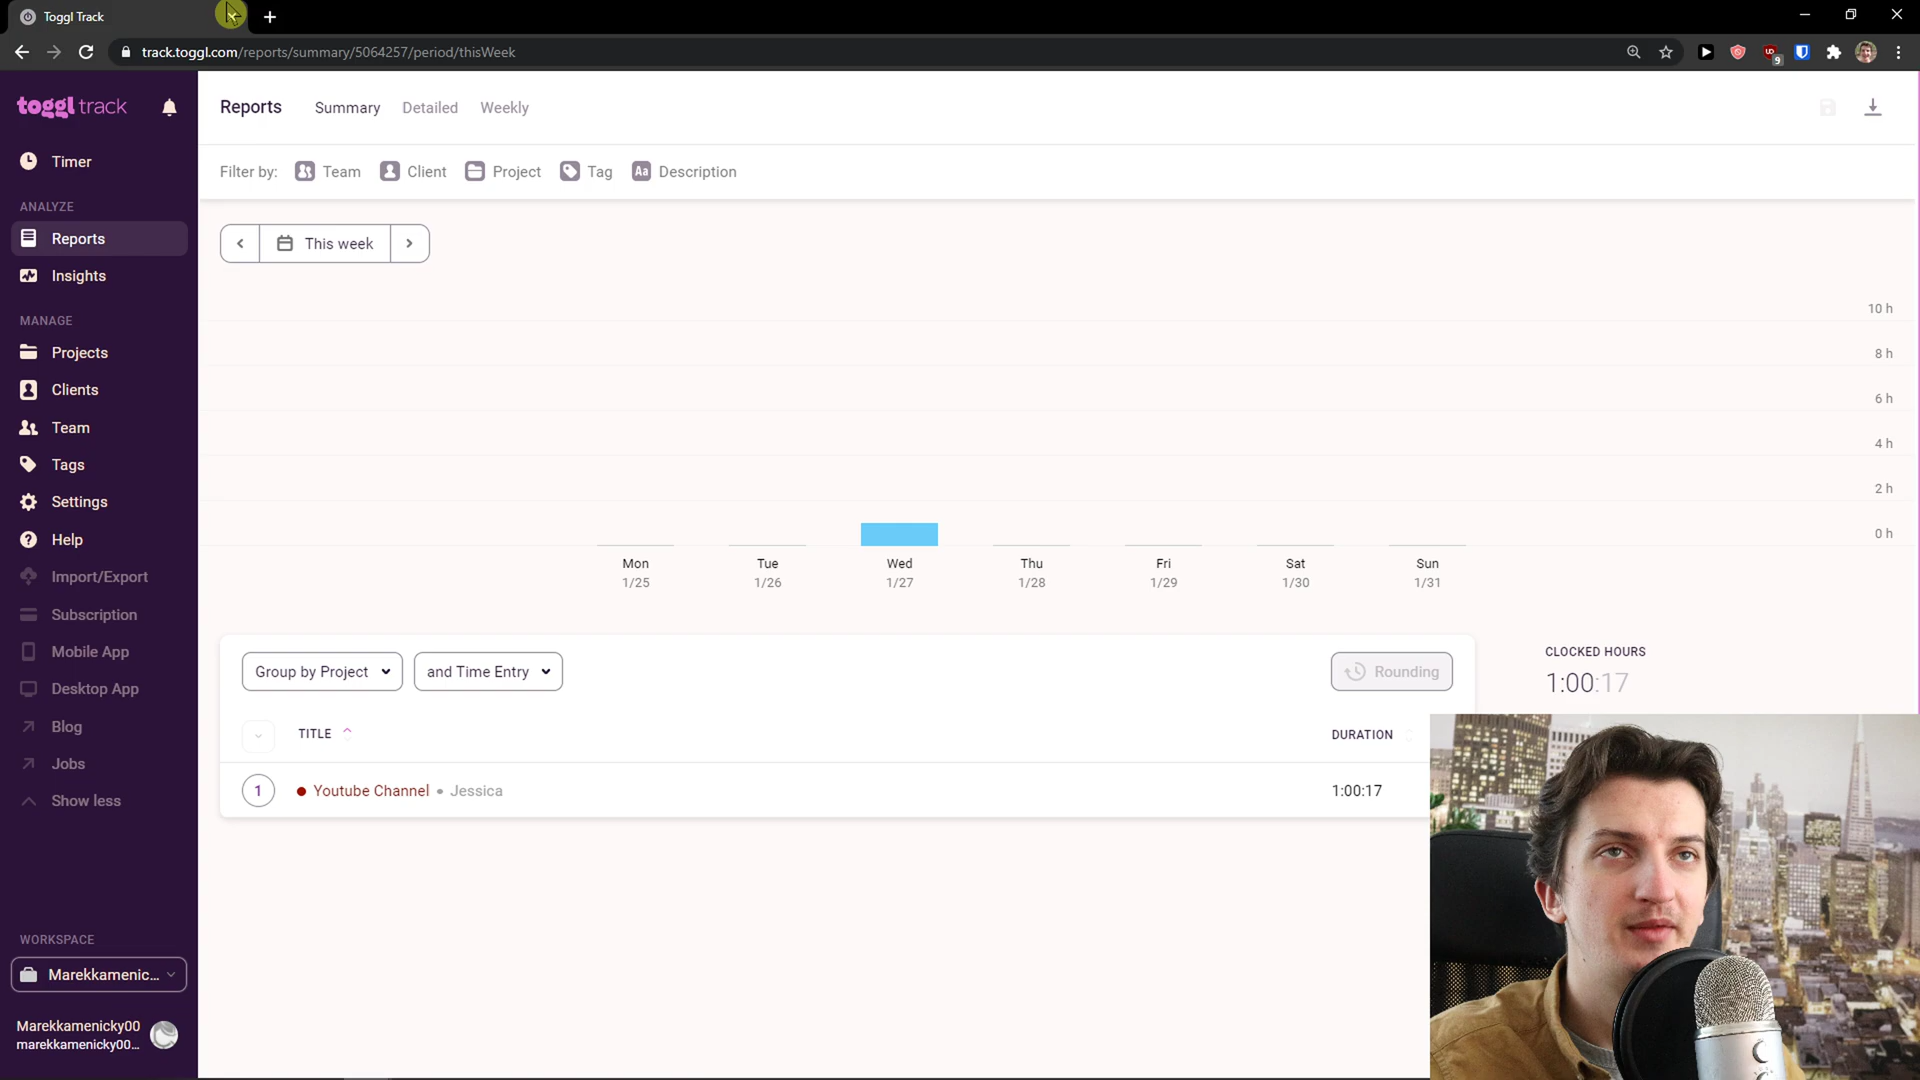 Toggl Track
track.toggl.com/reports/summary/5064257/period/thisWeek
9
toggl track
Reports
Summary
Detailed
Weekly
Timer
Filter by:
Team
Client
Project
Tag
Aa
Description
ANALYZE
Reports
This week
Insights
10 h
MANAGE
Projects
8 h
Clients
6 h
Team
4 h
Tags
2 h
Settings
0 h
Help
Mon
Tue
Wed
Thu
Fri
Sat
Sun
1/25
1/26
1/27
1/28
1/29
1/30
1/31
Import/Export
Subscription
Mobile App
CLOCKED HOURS
Group by Project
and Time Entry
Rounding
1:00:17
Desktop App
Blog
TITLE
DURATION
Jobs
1
Youtube Channel • Jessica
1:00:17
Show less
WORKSPACE
Marekkamenic...
Marekkamenicky00
marekkamenicky00...